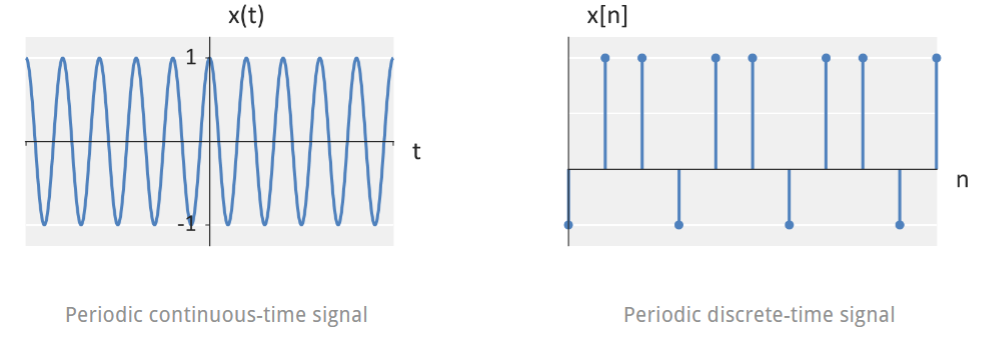 x(t)
1
t
-1
Periodic continuous-time signal
x[n]
n
Periodic discrete-time signal